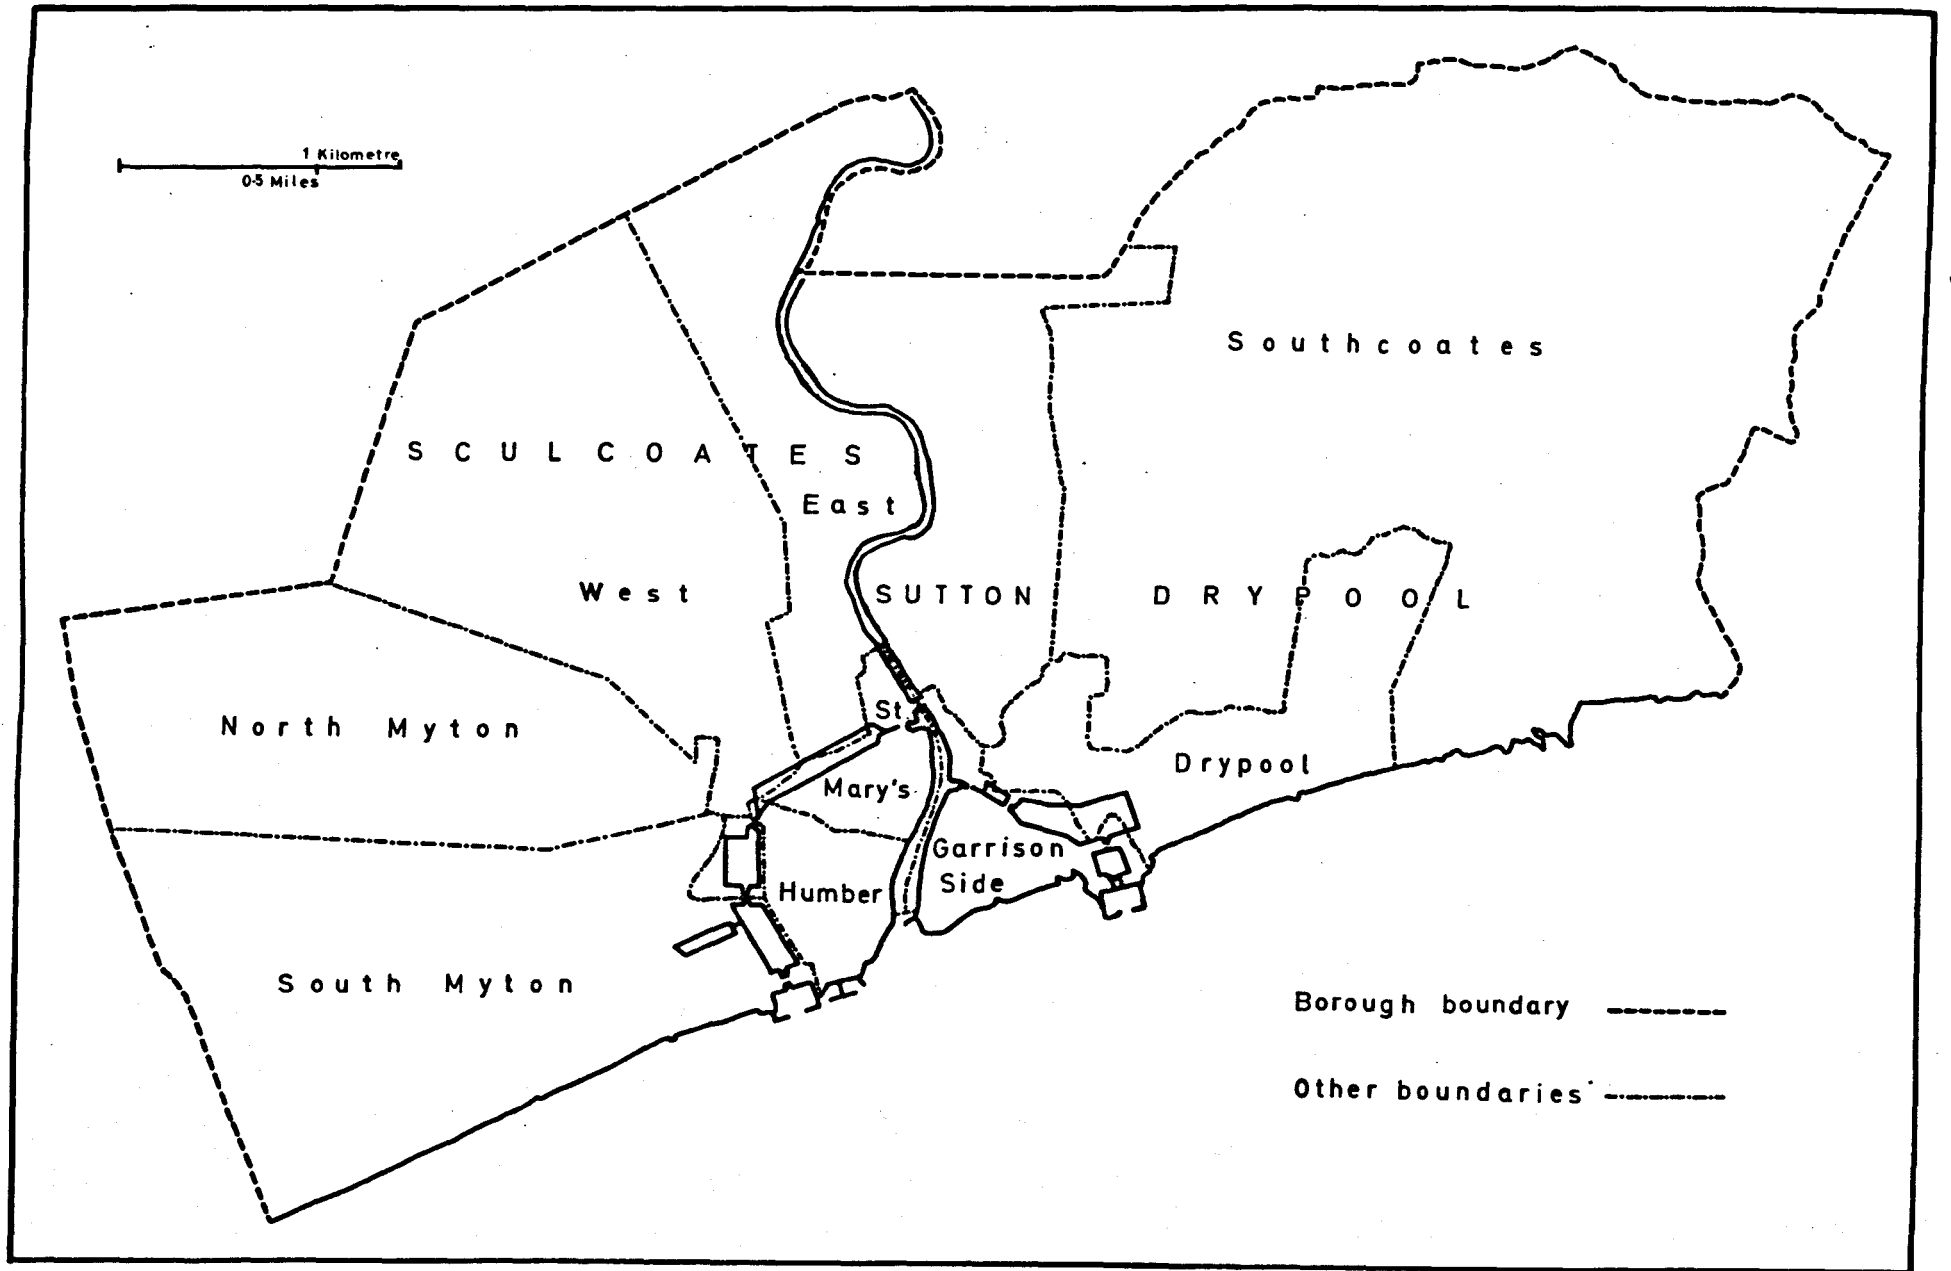 1 Kilometre
0·5 Miles
Southcoates
SCULCOATES
East
West
SUTTON
DRYPOOL
North Myton
St.
Mary's
Drypool
Garrison
Side
Humber
South Myton
Borough boundary
Other boundaries